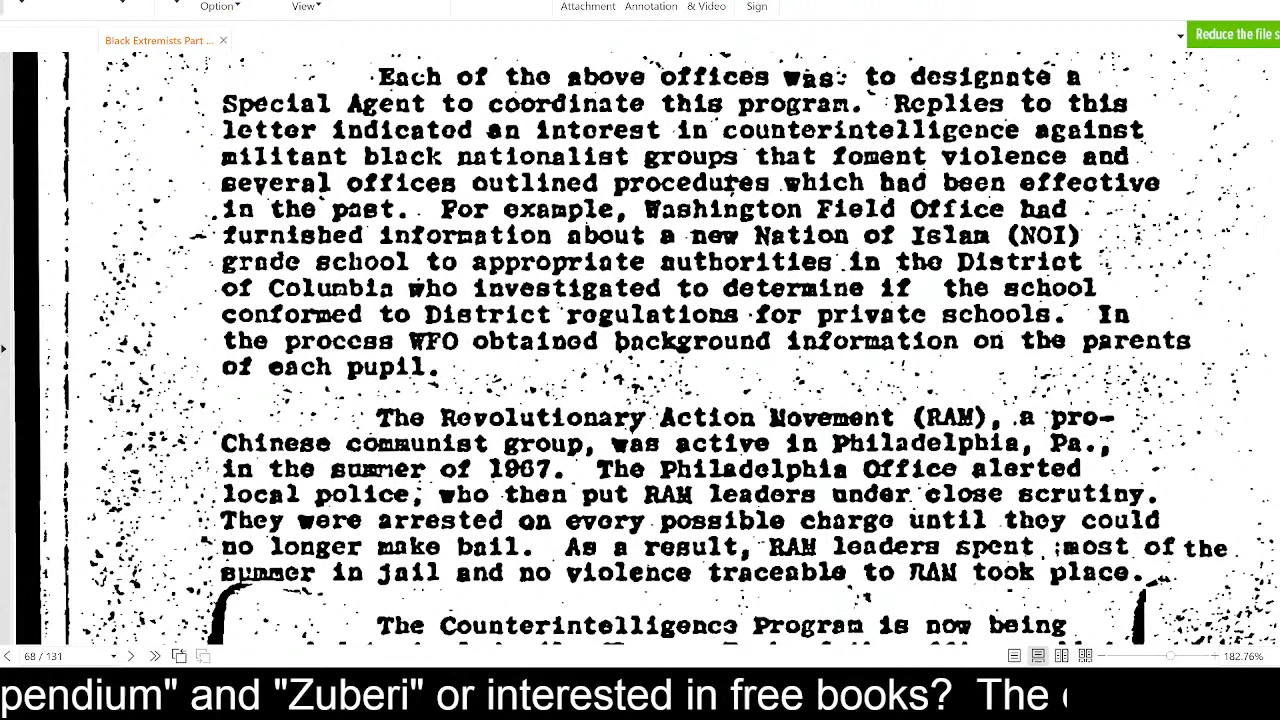 Option View Attachment Annotation & Video Sign
Black Extremists Part ... Reduce the file s
Each of the above offices was to designate a
Special Agent to coordinate this program. Replies to this
letter indicated an interest in counterintelligence against
militant black nationalist groups that foment violence and
several offices outlined procedures which had been effective
in the past. For example, Washington Field Office had
furnished information about a new Nation of Islam (NOI)
grade school to appropriate authorities in the District
of Columbia who investigated to determine if the school
conformed to District regulations for private schools. In
the process WFO obtained background information on the parents
of each pupil.
The Revolutionary Action Movement (RAM), a pro-
Chinese communist group, was active in Philadelphia, Pa.,
in the summer of 1967. The Philadelphia Office alerted
local police, who then put RAM leaders under close scrutiny.
They were arrested on every possible charge until they could
no longer make bail. As a result, RAM leaders spent most of the
summer in jail and no violence traceable to RAM took place.
The Counterintelligence Program is now being
68 / 131 182.76%
pendium" and "Zuberi" or interested in free books? The